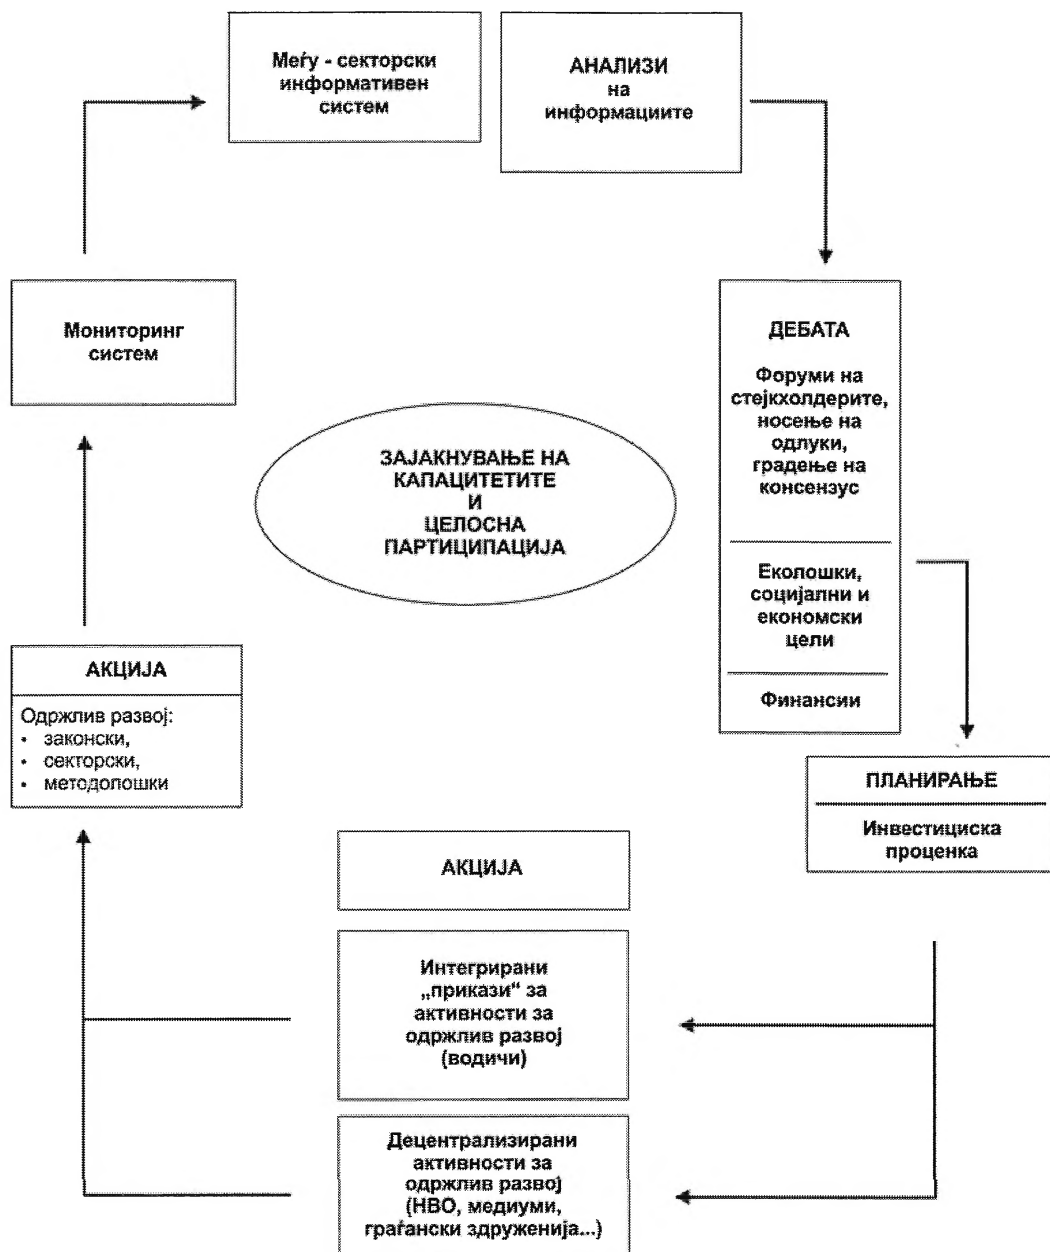 Меѓу - секторски
информативен
систем
АНАЛИЗИ
на
информациите
Мониторинг
систем
ДЕБАТА
Форуми на
стејкхолдерите,
носење на
одлуки,
градење на
консензус
ЗАЈАКНУВАЊЕ НА
КАПАЦИТЕТИТЕ
И
ЦЕЛОСНА
ПАРТИЦИПАЦИЈА
Еколошки,
социјални и
економски
цели
Финансии
АКЦИЈА
Одржлив развој:
• законски,
• секторски,
• методолошки
ПЛАНИРАЊЕ
Инвестициска
проценка
АКЦИЈА
Интегрирани
„прикази“ за
активности за
одржлив развој
(водичи)
Децентрализирани
активности за
одржлив развој
(НВО, медиуми,
граѓански здруженија...)